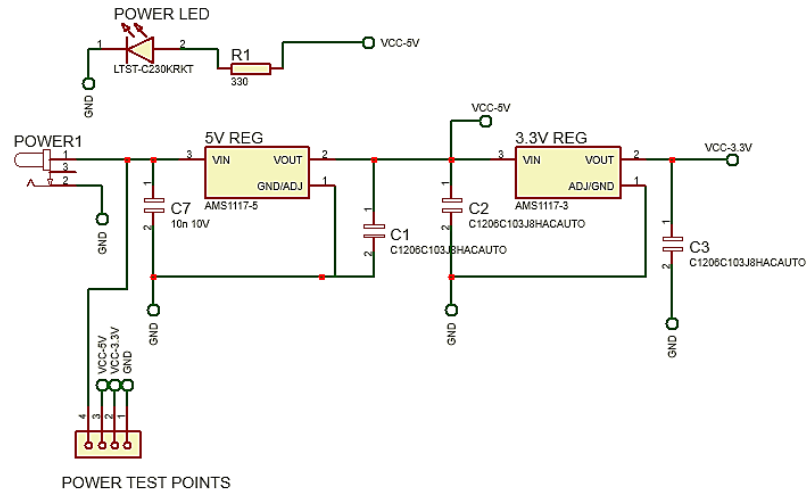 POWER LED
1
2
LTST-C230KRKT
GND
R1
330
VCC-5V
POWER1
1
3
2
GND
5V REG
3
VIN
VOUT
2
GND/ADJ
1
AMS1117-5
1
C7
10n 10V
2
GND
1
C1
C1206C103J8HACAUTO
2
VCC-5V
1
C2
C1206C103J8HACAUTO
2
GND
3.3V REG
3
VIN
VOUT
2
ADJ/GND
1
AMS1117-3
VCC-3.3V
1
C3
C1206C103J8HACAUTO
2
GND
VCC-5V
VCC-3.3V
GND
4
3
2
1
POWER TEST POINTS